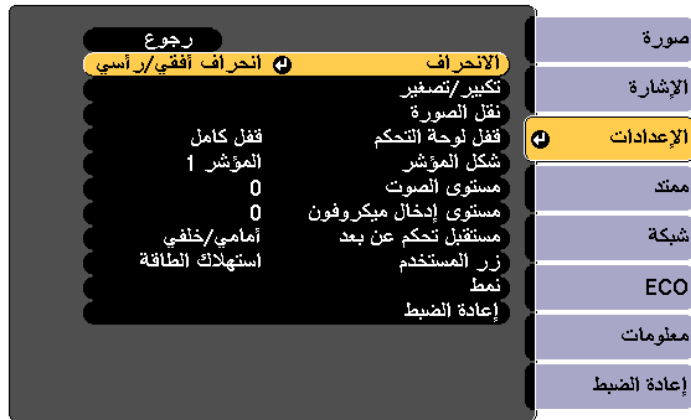 صورة
الإشارة
الإعدادات
ممتد
شبكة
ECO
معلومات
إعادة الضبط
رجوع
الانحراف انحراف أفقي/رأسي
تكبير/تصغير
نقل الصورة
قفل لوحة التحكم قفل كامل
شكل المؤشر المؤشر 1
مستوى الصوت 0
مستوى إدخال ميكروفون 0
مستقبل تحكم عن بعد أمامي/خلفي
زر المستخدم استهلاك الطاقة
نمط
إعادة الضبط